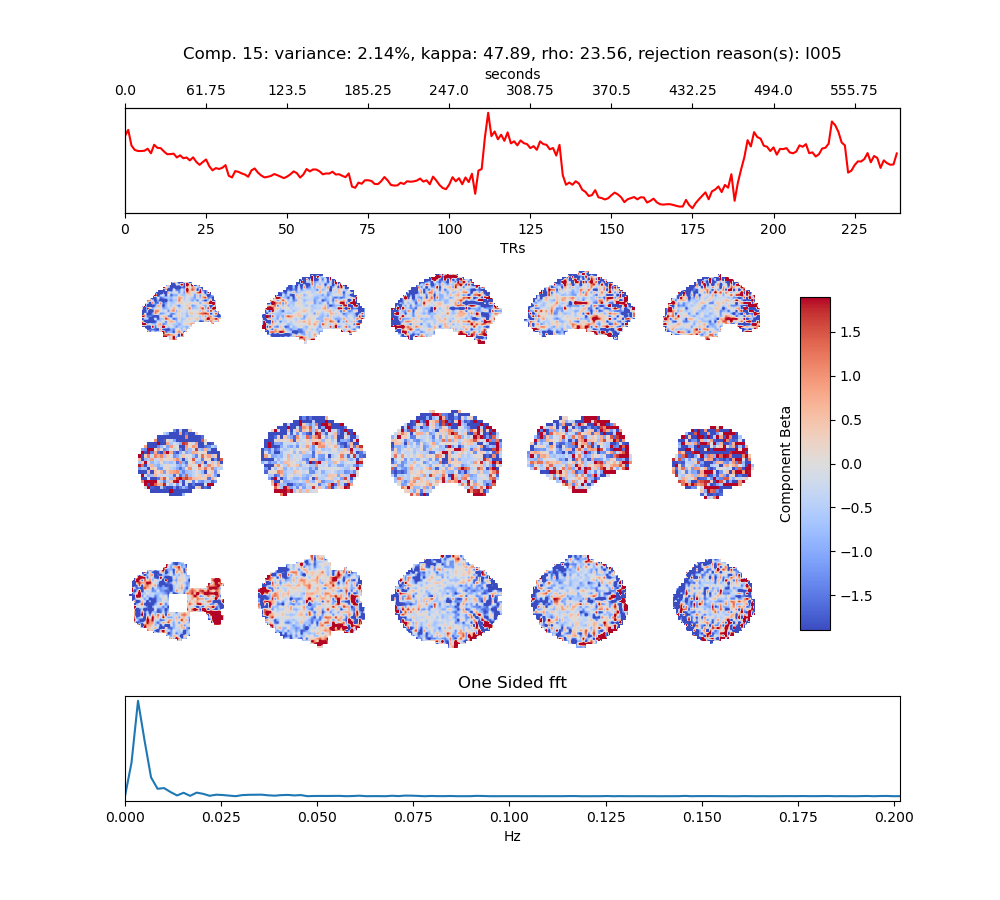 Comp. 15: variance: 2.14%, kappa: 47.89, rho: 23.56, rejection reason(s): I005
seconds
0.0 61.75 123.5 185.25 247.0 308.75 370.5 432.25 494.0 555.75
0 25 50 75 100 125 150 175 200 225
TRs
1.5
1.0
0.5
0.0
−0.5
−1.0
−1.5
Component Beta
One Sided fft
0.000 0.025 0.050 0.075 0.100 0.125 0.150 0.175 0.200
Hz